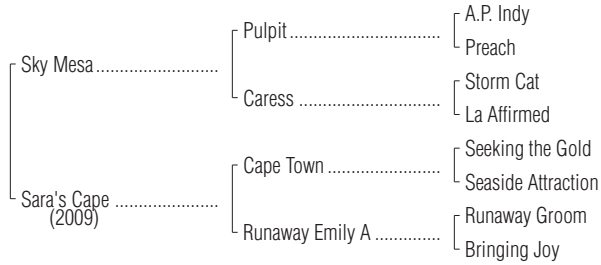 A.P. Indy
Pulpit
Preach
Sky Mesa
Storm Cat
Caress
La Affirmed
Seeking the Gold
Cape Town
Seaside Attraction
Sara's Cape
(2009)
Runaway Groom
Runaway Emily A
Bringing Joy